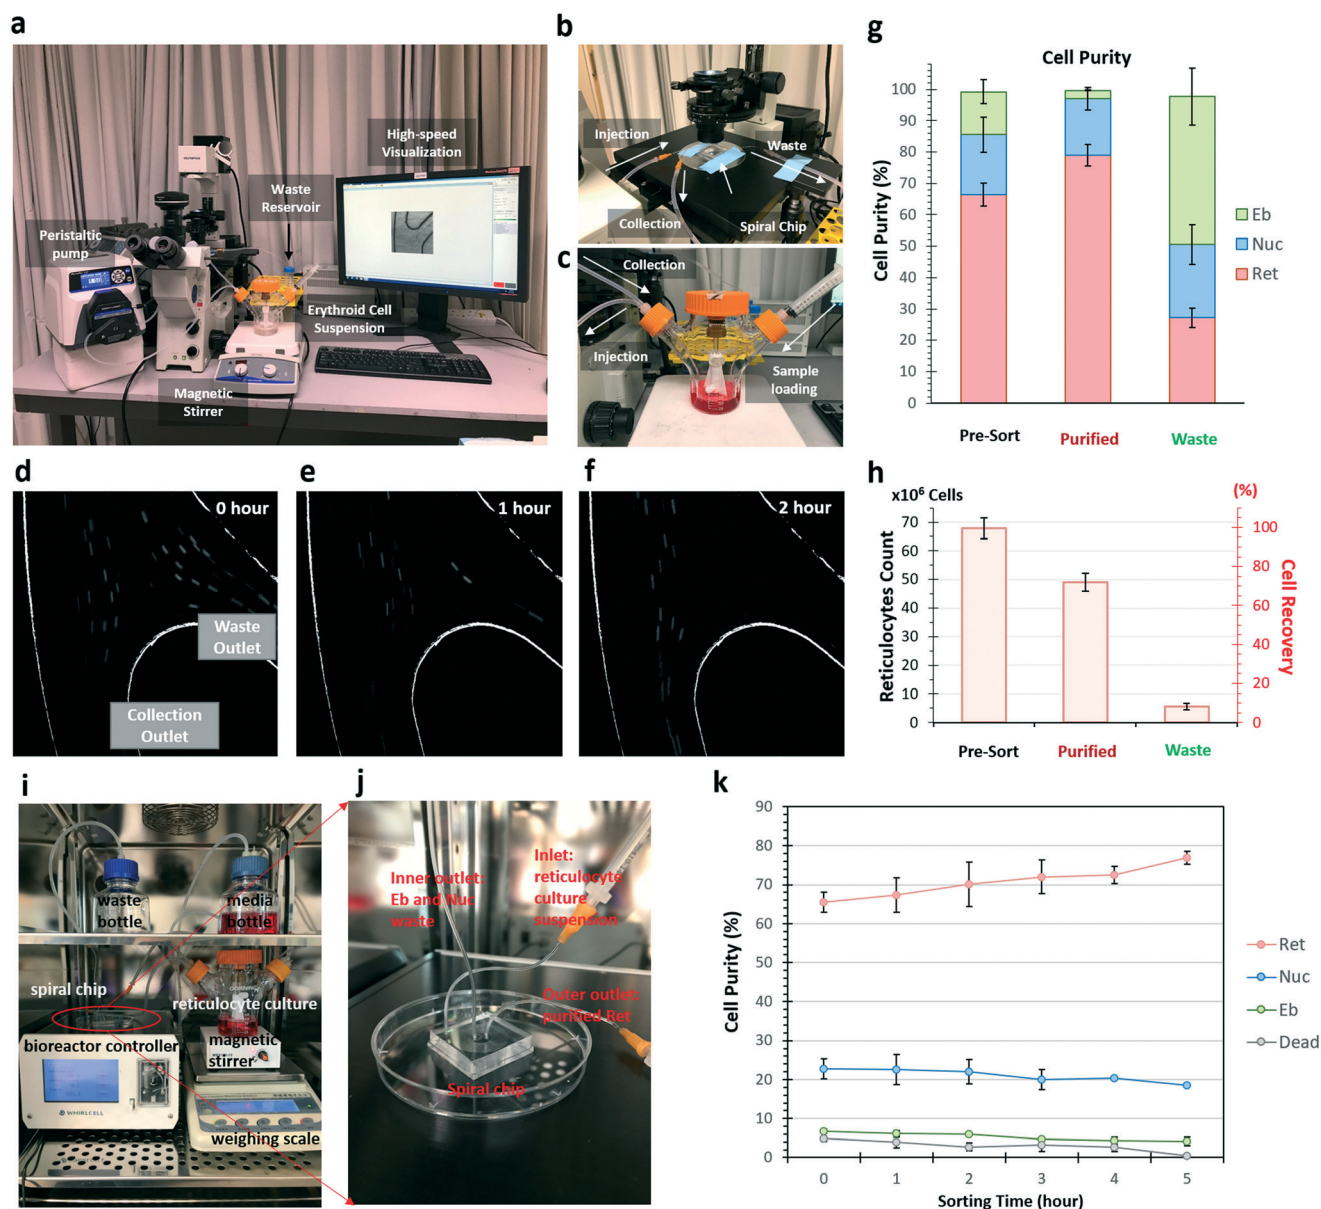 a
High-speed
Visualization
Waste
Reservoir
Peristaltic
pump
Erythroid Cell
Suspension
Magnetic
Stirrer
b
Injection
Waste
Collection
Spiral Chip
c
Collection
Injection
Sample
loading
g
Cell Purity
Cell Purity (%)
100
90
80
70
60
50
40
30
20
10
0
Pre-Sort
Purified
Waste
Eb
Nuc
Ret
d
0 hour
Waste
Outlet
Collection
Outlet
e
1 hour
f
2 hour
h
x10⁶ Cells
(%)
Reticulocytes Count
70
60
50
40
30
20
10
0
100
80
60
40
20
0
Cell Recovery
Pre-Sort
Purified
Waste
i
waste
bottle
media
bottle
spiral chip
reticulocyte culture
bioreactor controller
magnetic
stirrer
WHIRLCELL
weighing scale
j
Inner outlet:
Eb and Nuc
waste
Inlet:
reticulocyte
culture
suspension
Outer outlet:
purified Ret
Spiral chip
k
Cell Purity (%)
90
80
70
60
50
40
30
20
10
0
0
1
2
3
4
5
Sorting Time (hour)
Ret
Nuc
Eb
Dead